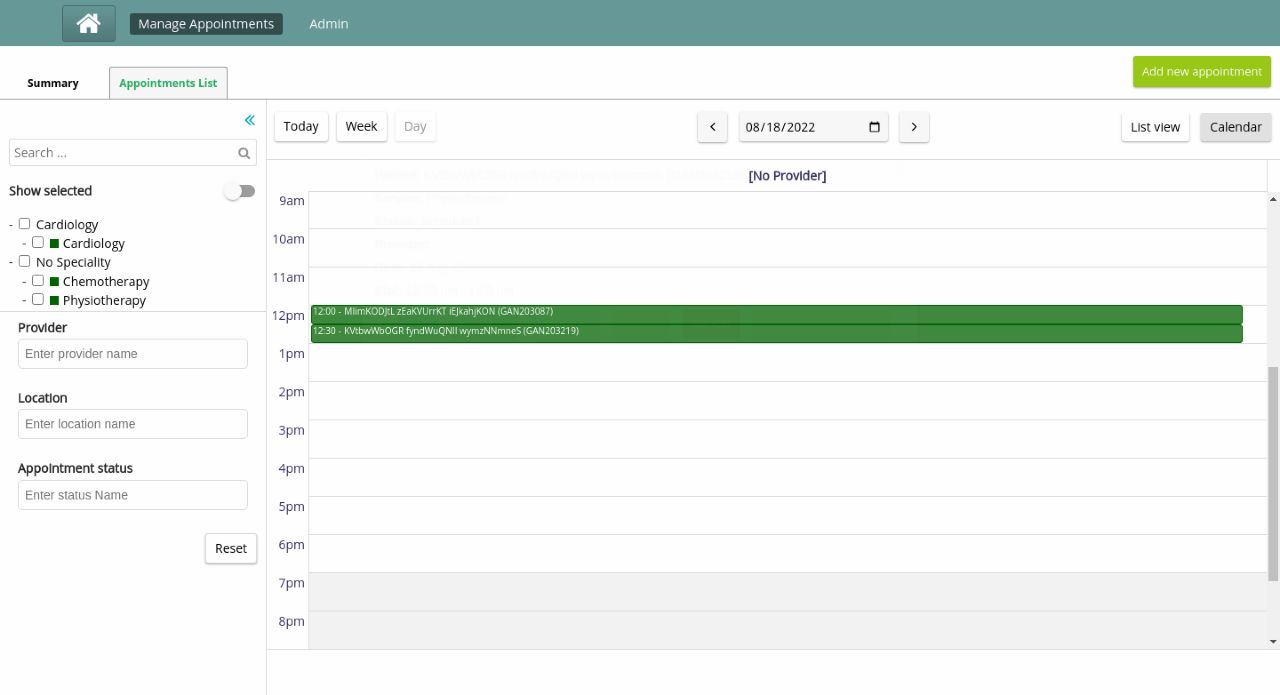 Manage Appointments Admin
Summary Appointments List Add new appointment
Today Week Day 08/18/2022 List view Calendar
Search ...
Show selected
- Cardiology
- Cardiology
- No Speciality
- Chemotherapy
- Physiotherapy
Provider
Enter provider name
Location
Enter location name
Appointment status
Enter status Name
Reset
[No Provider]
9am
10am
11am
12pm
12:00 - MlimKODJtL zEaKVUrrKT iEJkahjKON (GAN203087)
12:30 - KVtbwWbOGR fyndWuQNIl wymzNNmneS (GAN203219)
1pm
2pm
3pm
4pm
5pm
6pm
7pm
8pm